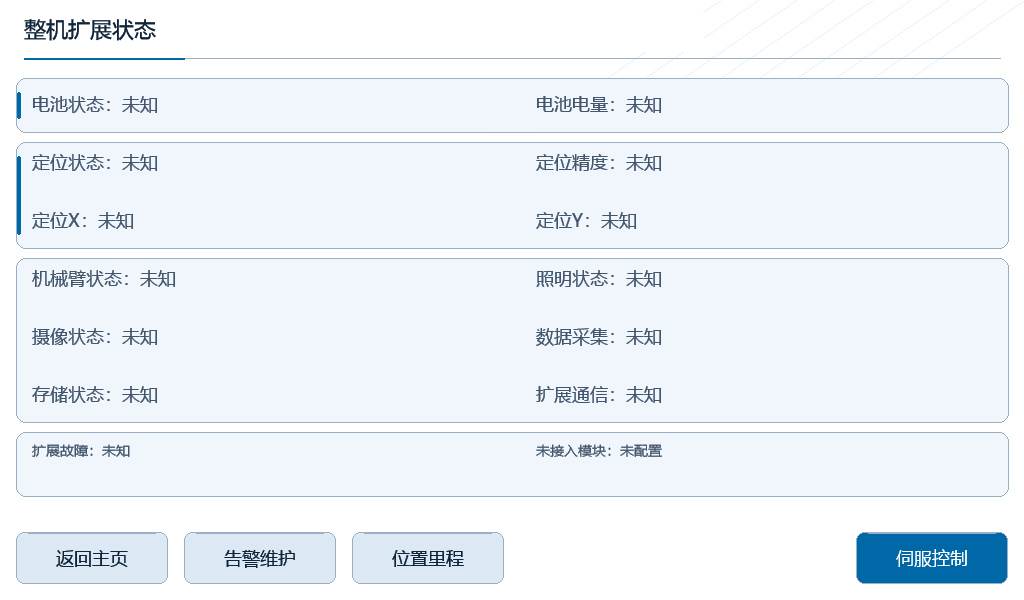 整机扩展状态
电池状态：未知 电池电量：未知
定位状态：未知 定位精度：未知
定位X：未知 定位Y：未知
机械臂状态：未知 照明状态：未知
摄像状态：未知 数据采集：未知
存储状态：未知 扩展通信：未知
扩展故障：未知 未接入模块：未配置
返回主页 告警维护 位置里程 伺服控制